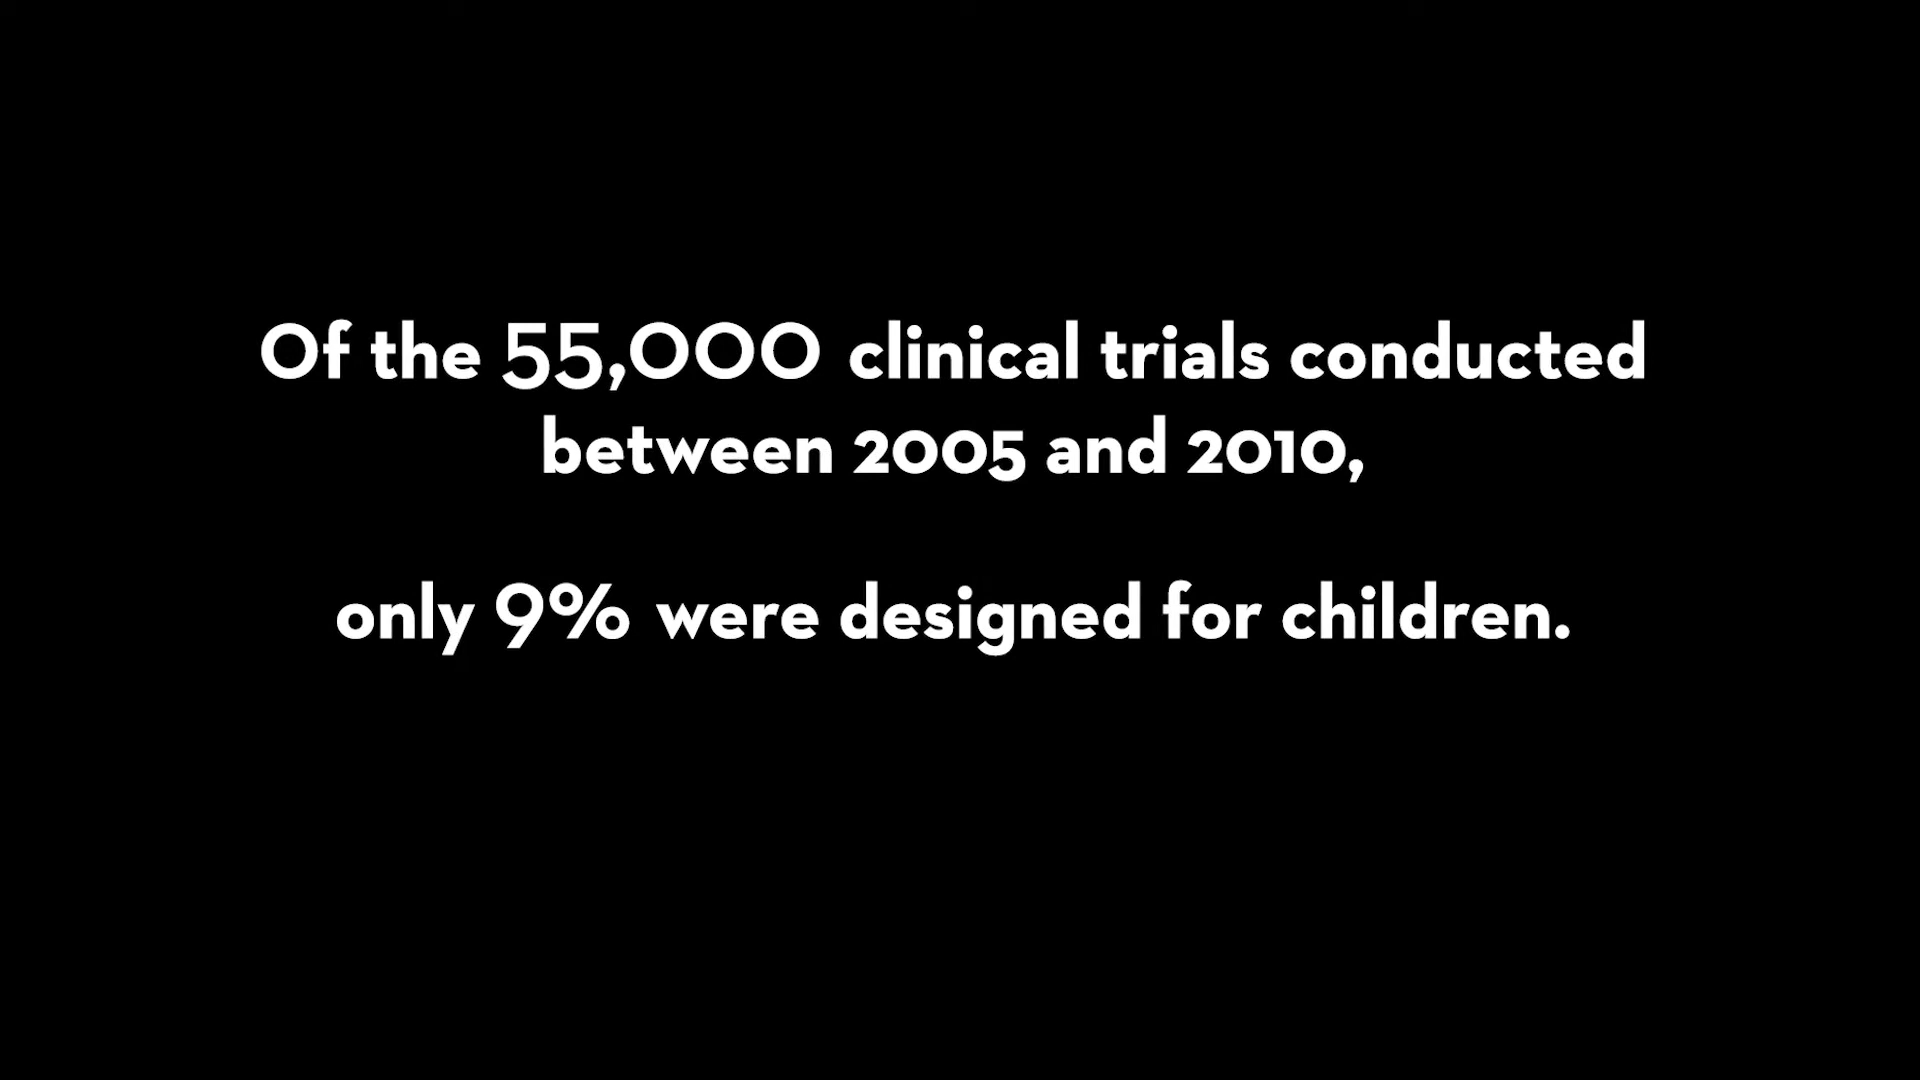 Of the 55,000 clinical trials conducted
between 2005 and 2010,
only 9% were designed for children.